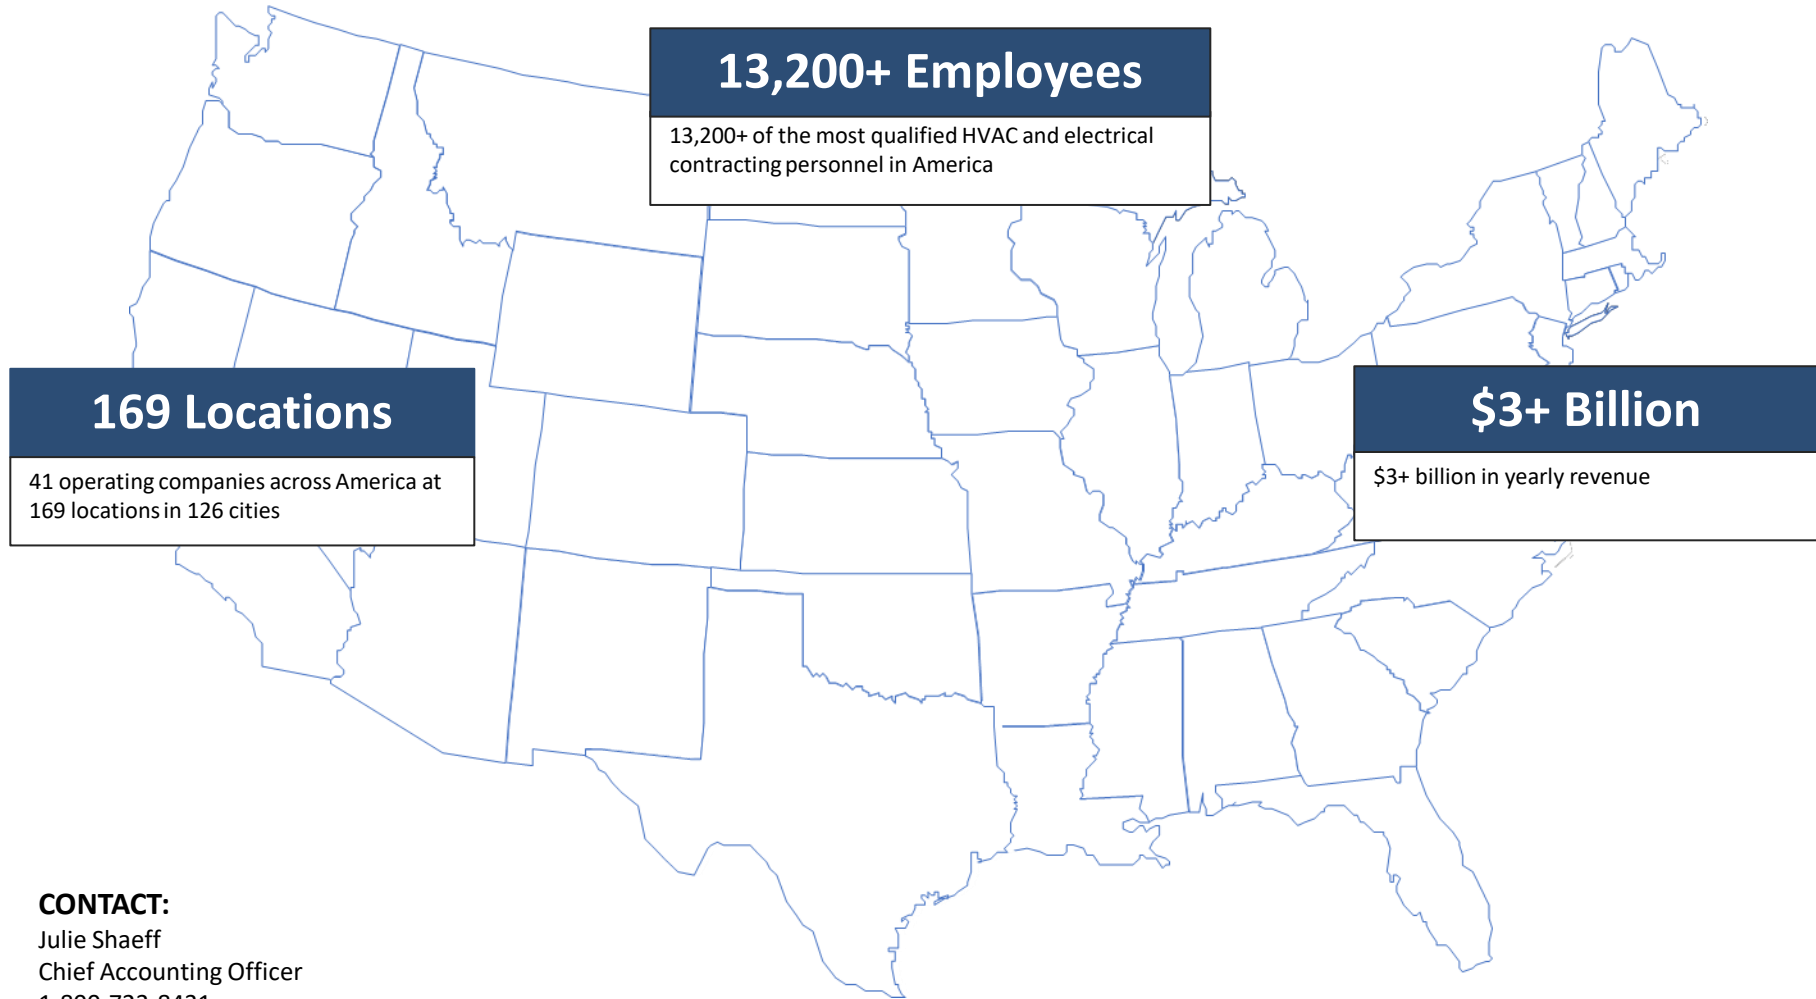 13,200+ Employees
13,200+ of the most qualified HVAC and electrical
contracting personnel in America
169 Locations
41 operating companies across America at
169 locations in 126 cities
$3+ Billion
$3+ billion in yearly revenue
CONTACT:
Julie Shaeff
Chief Accounting Officer